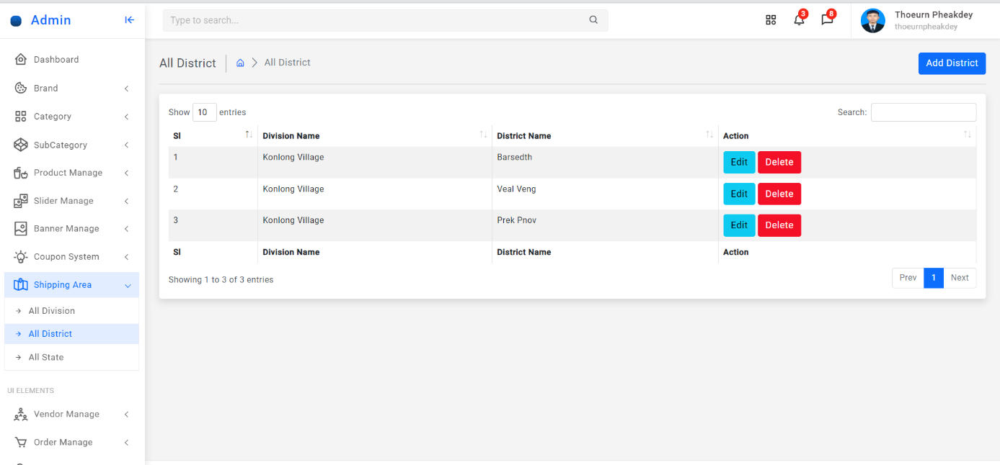 Admin
Type to search...
3
8
Thoeurn Pheakdey
thoeurnpheakdey
Dashboard
Brand
Category
SubCategory
Product Manage
Slider Manage
Banner Manage
Coupon System
Shipping Area
All Division
All District
All State
UI ELEMENTS
Vendor Manage
Order Manage
All District
All District
Add District
Show 10 entries
Search:
Sl Division Name District Name Action
1 Konlong Village Barsedth Edit Delete
2 Konlong Village Veal Veng Edit Delete
3 Konlong Village Prek Pnov Edit Delete
Sl Division Name District Name Action
Showing 1 to 3 of 3 entries
Prev 1 Next